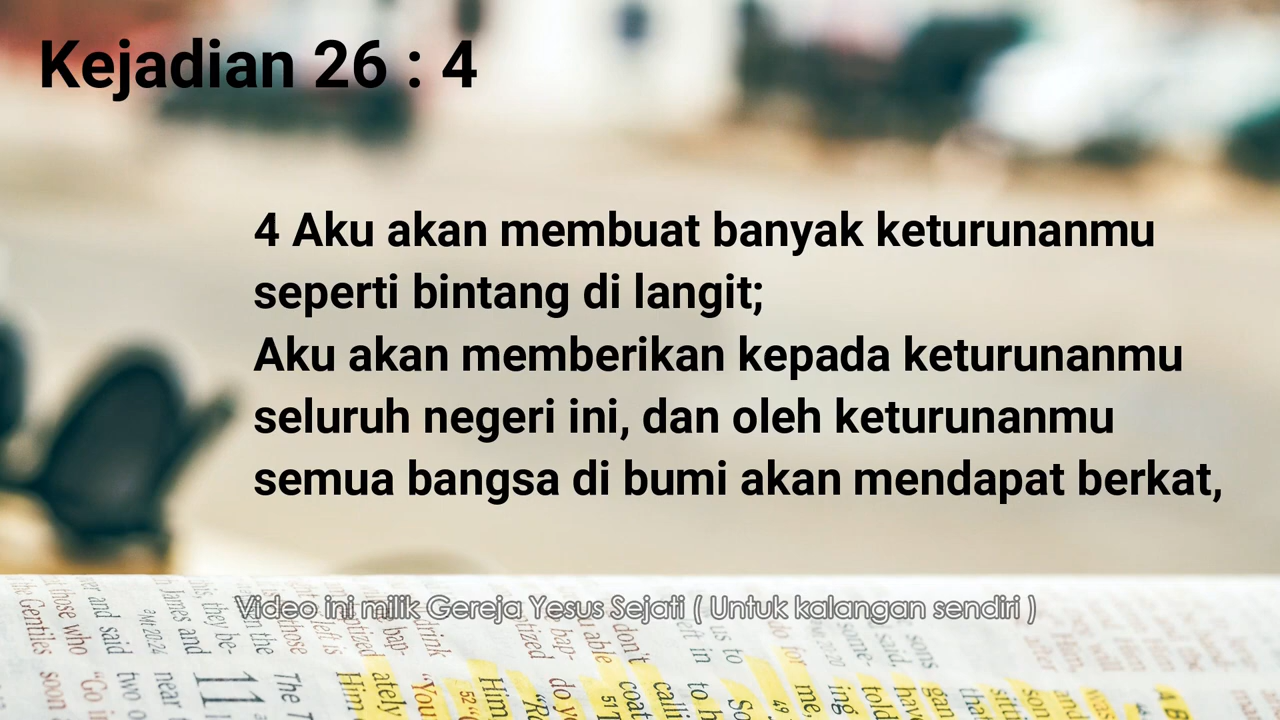 Kejadian 26 : 4
4 Aku akan membuat banyak keturunanmu
seperti bintang di langit;
Aku akan memberikan kepada keturunanmu
seluruh negeri ini, dan oleh keturunanmu
semua bangsa di bumi akan mendapat berkat,
Video ini milik Gereja Yesus Sejati ( Untuk kalangan sendiri )